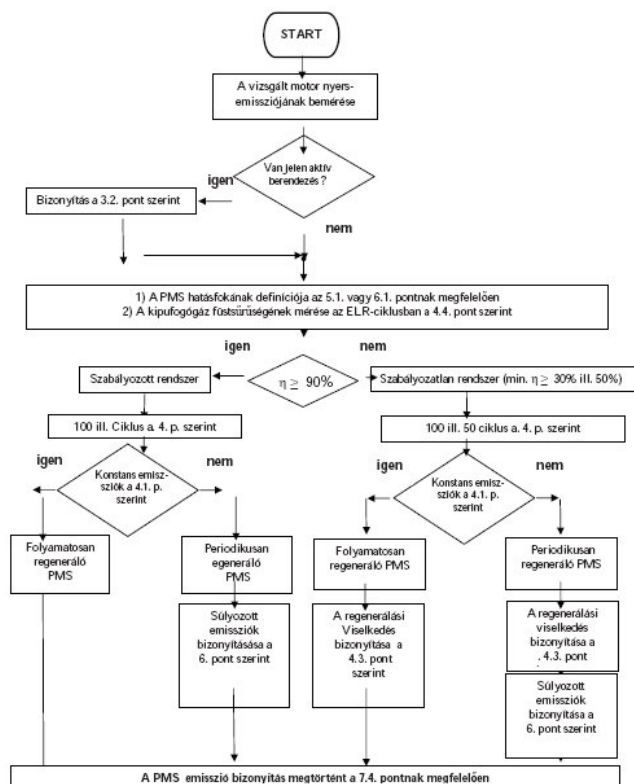 START
A vizsgált motor nyers-
emissziójának bemérése
Van jelen aktív
berendezés ?
igen
Bizonyítás a 3.2. pont szerint
nem
1) A PMS hatásfokának definíciója az 5.1. vagy 6.1. pontnak megfelelően
2) A kipufogógáz füstsűrűségének mérése az ELR-ciklusban a 4.4. pont szerint
igen
nem
Szabályozott rendszer
η ≥ 90%
Szabályozatlan rendszer (min. η ≥ 30% ill. 50%)
100 ill. Ciklus a. 4. p. szerint
100 ill. 50 ciklus a. 4. p. szerint
igen
Konstans emisz-
sziók a 4.1. p.
szerint
nem
igen
Konstans emisz-
sziók a 4.1. p.
szerint
nem
Folyamatosan
regeneráló
PMS
Periodikusan
egeneráló
PMS
Folyamatosan
regeneráló PMS
Periodikusan
regeneráló PMS
Súlyozott
emissziók
bizonyításása a
6. pont szerint
A regenerálási
Viselkedés
bizonyítása a
4.3. pont
szerint
A regenerálási
viselkedés
bizonyítása a
. 4.3. pont
Súlyozott
emissziók
bizonyítása a
6. pont szerint
A PMS emisszió bizonyítás megtörtént a 7.4. pontnak megfelelően